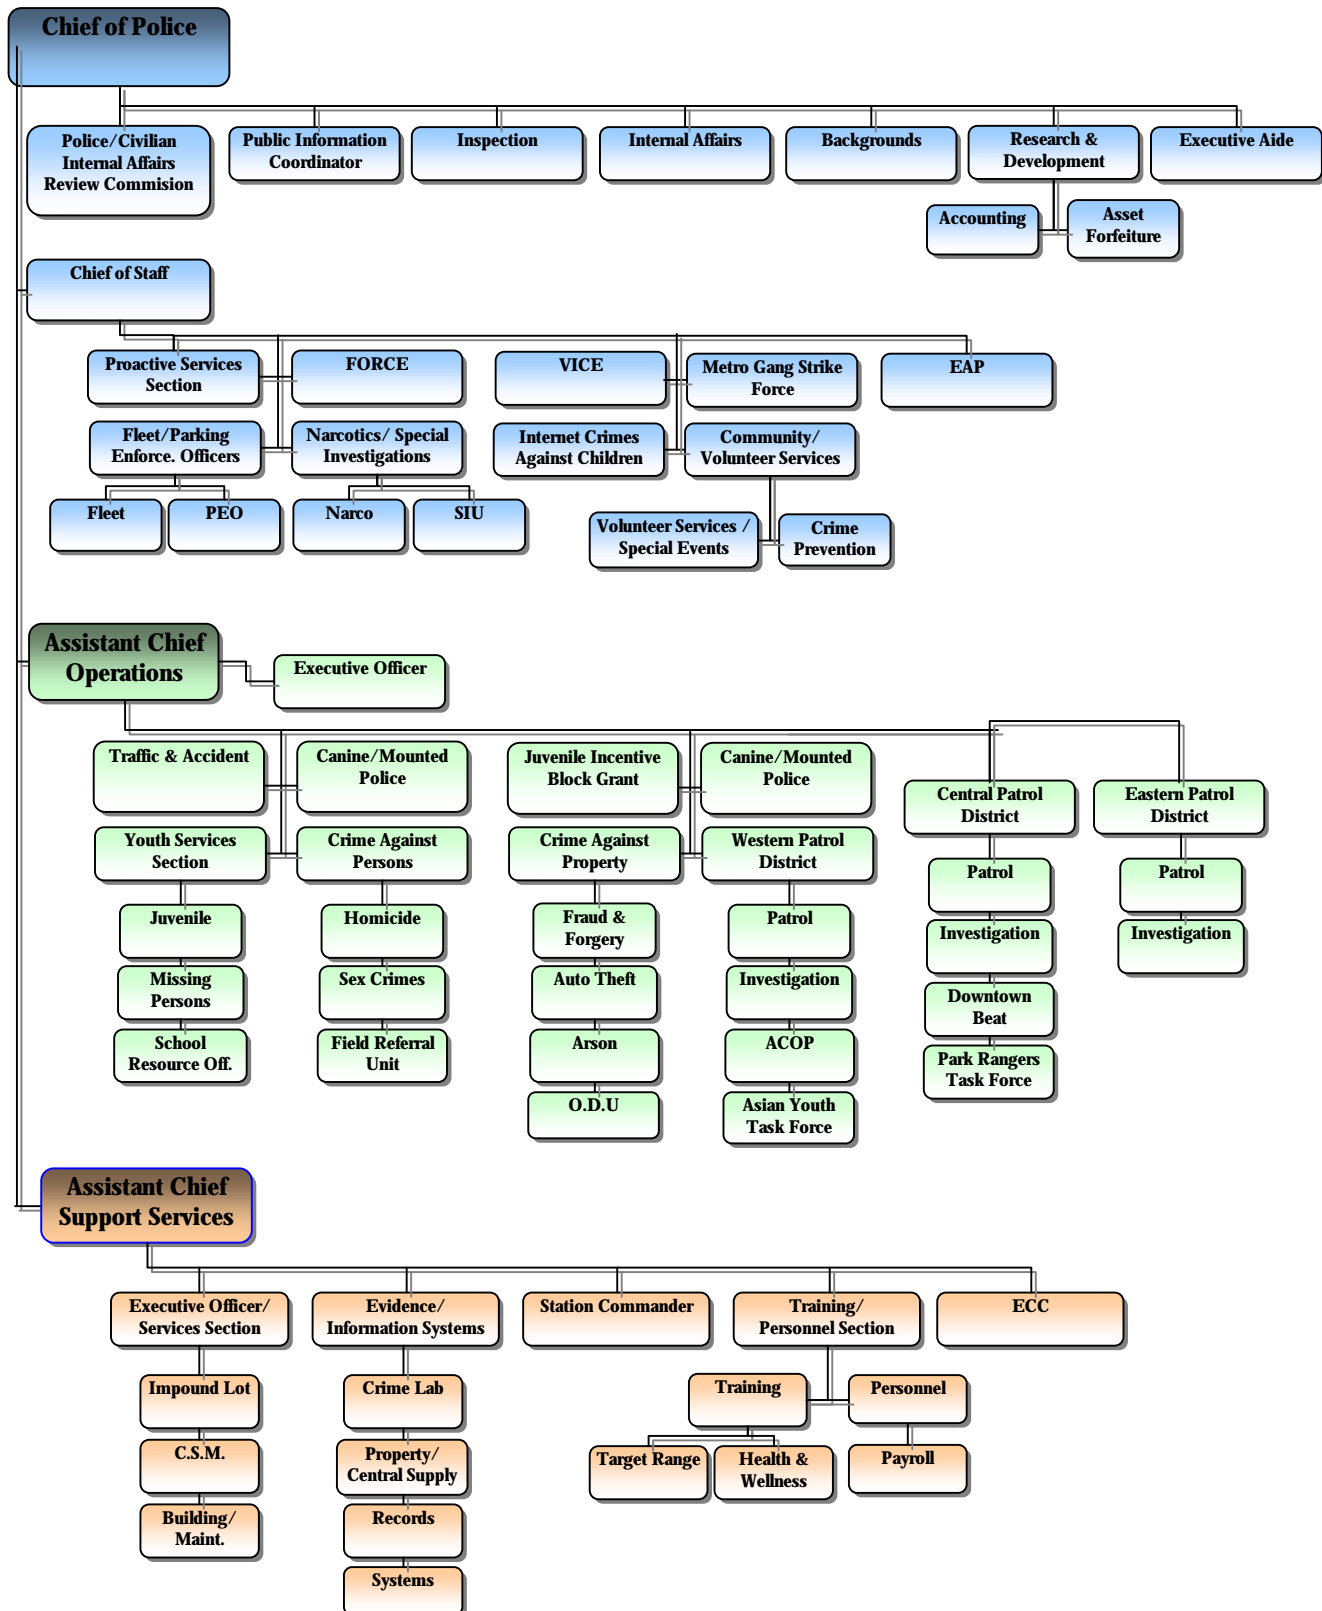 Chief of Police
Police/Civilian
Internal Affairs
Review Commision
Public Information
Coordinator
Inspection
Internal Affairs
Backgrounds
Research &
Development
Executive Aide
Accounting
Asset
Forfeiture
Chief of Staff
Proactive Services
Section
FORCE
VICE
Metro Gang Strike
Force
EAP
Fleet/Parking
Enforce. Officers
Narcotics/ Special
Investigations
Internet Crimes
Against Children
Community/
Volunteer Services
Fleet
PEO
Narco
SIU
Volunteer Services /
Special Events
Crime
Prevention
Assistant Chief
Operations
Executive Officer
Traffic & Accident
Canine/Mounted
Police
Juvenile Incentive
Block Grant
Canine/Mounted
Police
Central Patrol
District
Eastern Patrol
District
Youth Services
Section
Crime Against
Persons
Crime Against
Property
Western Patrol
District
Patrol
Patrol
Juvenile
Homicide
Fraud &
Forgery
Patrol
Investigation
Investigation
Missing
Persons
Sex Crimes
Auto Theft
Investigation
Downtown
Beat
School
Resource Off.
Field Referral
Unit
Arson
ACOP
Park Rangers
Task Force
O.D.U
Asian Youth
Task Force
Assistant Chief
Support Services
Executive Officer/
Services Section
Evidence/
Information Systems
Station Commander
Training/
Personnel Section
ECC
Impound Lot
Crime Lab
Training
Personnel
C.S.M.
Property/
Central Supply
Target Range
Health &
Wellness
Payroll
Building/
Maint.
Records
Systems